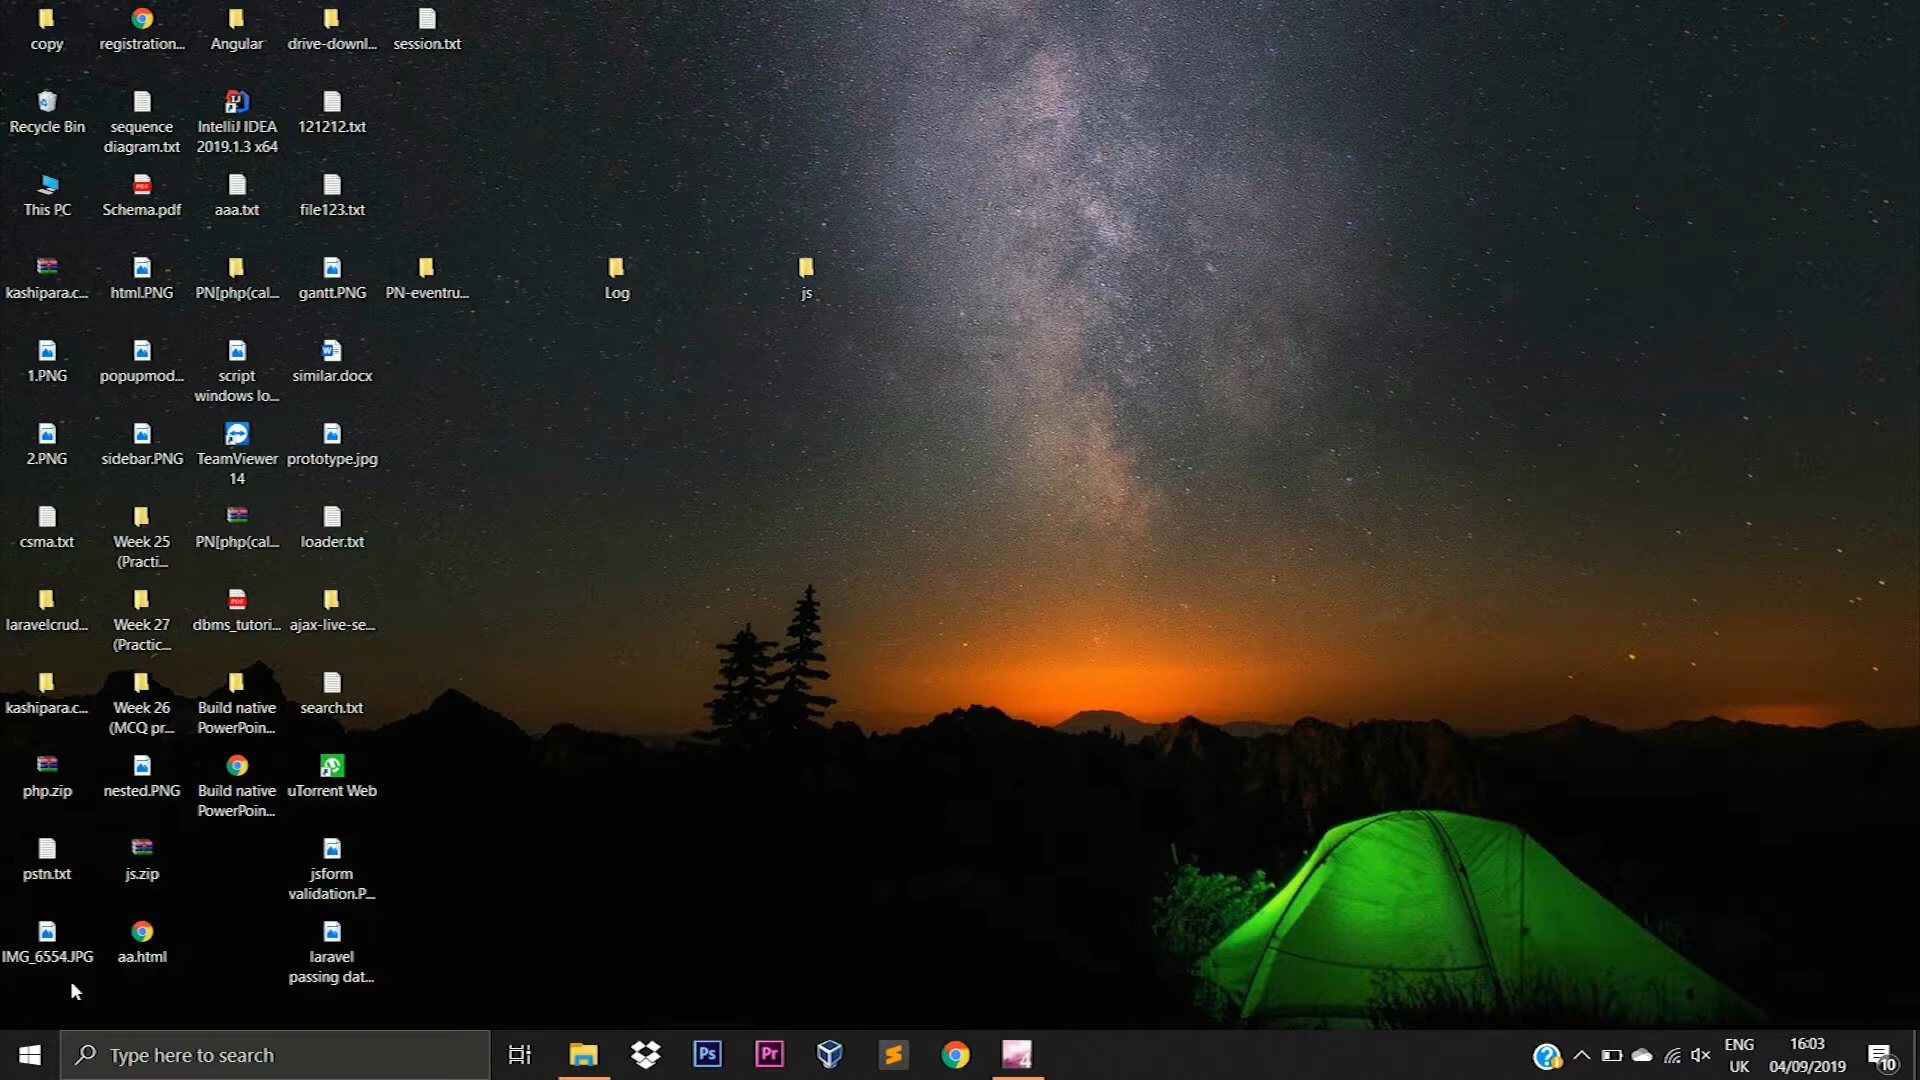 copy
registration...
Angular
drive-downl...
session.txt
Recycle Bin
sequence
diagram.txt
IntelliJ IDEA
2019.1.3 x64
121212.txt
This PC
Schema.pdf
aaa.txt
file123.txt
kashipara.c...
html.PNG
PN[php(cal...
gantt.PNG
PN-eventru...
Log
js
1.PNG
popupmod...
script
windows lo...
similar.docx
2.PNG
sidebar.PNG
TeamViewer
14
prototype.jpg
csma.txt
Week 25
(Practi...
PN[php(cal...
loader.txt
laravelcrud...
Week 27
(Practic...
dbms_tutori...
ajax-live-se...
kashipara.c...
Week 26
(MCQ pr...
Build native
PowerPoin...
search.txt
php.zip
nested.PNG
Build native
PowerPoin...
uTorrent Web
pstn.txt
js.zip
jsform
validation.P...
IMG_6554.JPG
aa.html
laravel
passing dat...
Type here to search
Ps
Pr
4
ENG
UK
16:03
04/09/2019
10